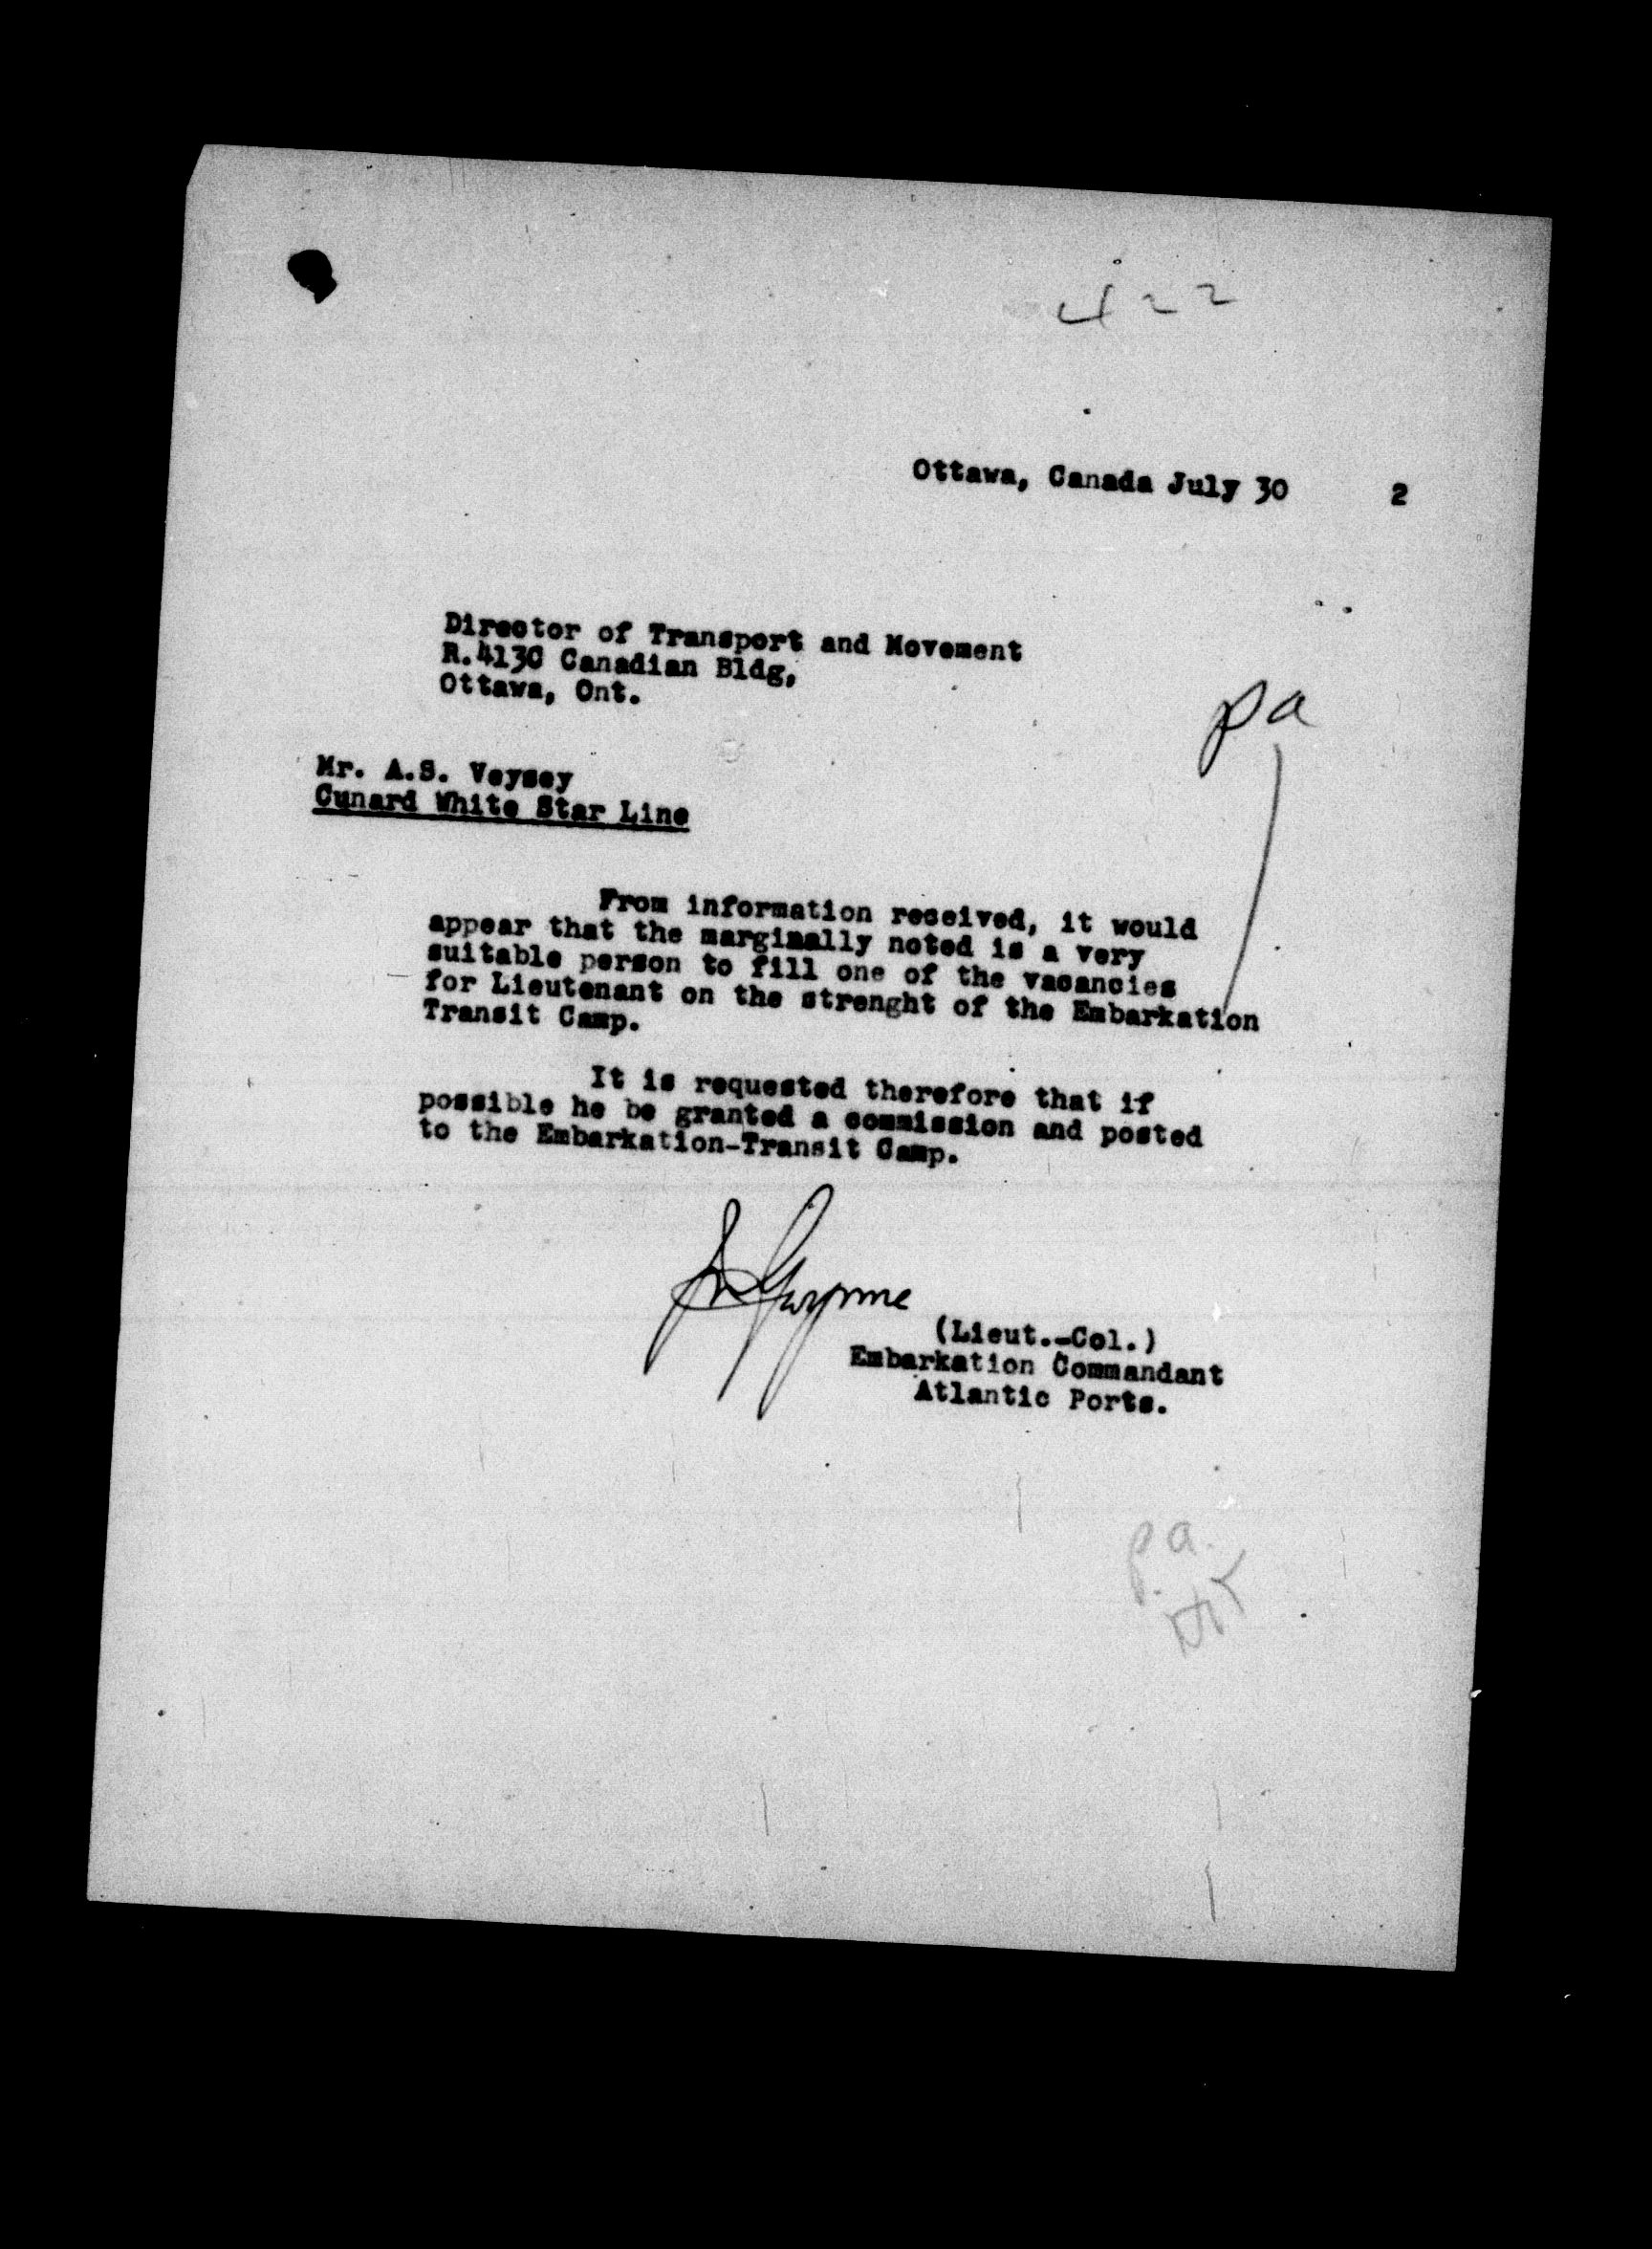 422
Ottawa, Canada July 30 2
Director of Transport and Movement
R.413C Canadian Bldg,
Ottawa, Ont.
pa
Mr. A.S. Veysey
Cunard White Star Line
From information received, it would
appear that the marginally noted is a very
suitable person to fill one of the vacancies
for Lieutenant on the strenght of the Embarkation
Transit Camp.
It is requested therefore that if
possible he be granted a commission and posted
to the Embarkation-Transit Camp.
Gwynne
(Lieut.-Col.)
Embarkation Commandant
Atlantic Ports.
p.a.